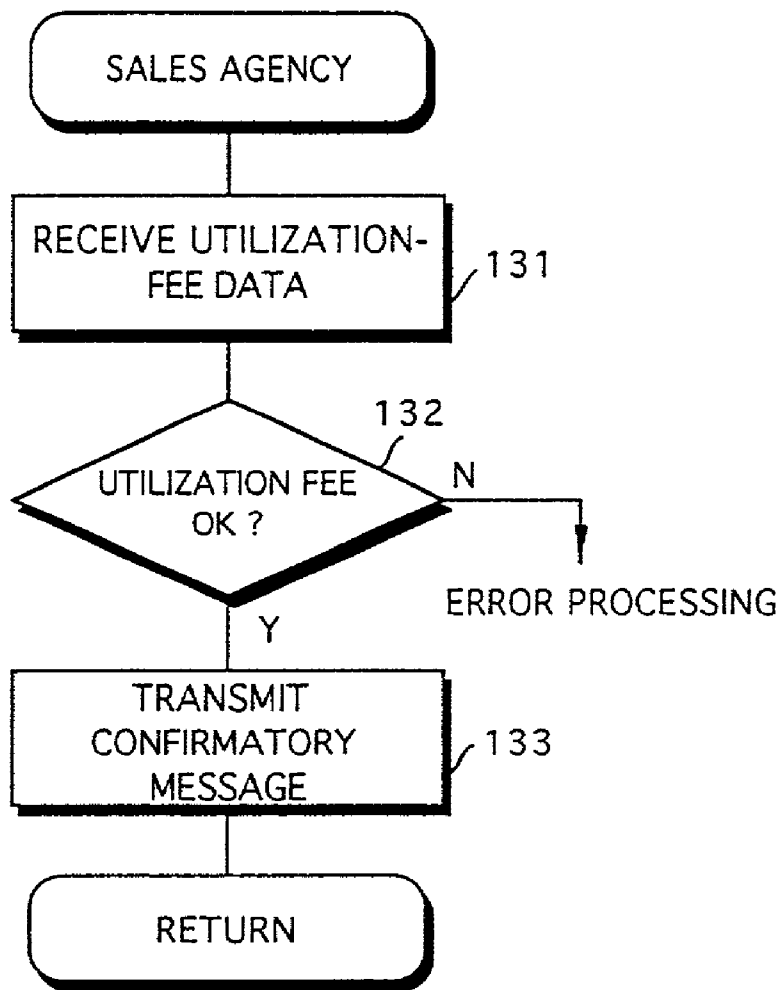 SALES AGENCY
RECEIVE UTILIZATION-
FEE DATA
131
132
UTILIZATION FEE
OK ?
N
ERROR PROCESSING
Y
TRANSMIT
CONFIRMATORY
MESSAGE
133
RETURN